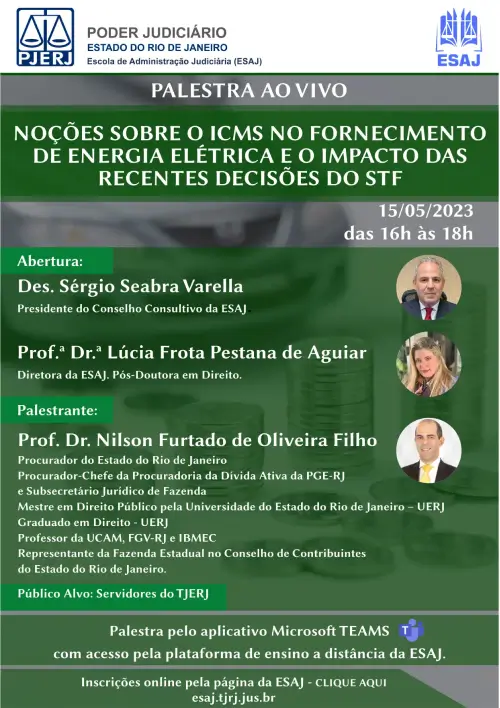 PJERJ
PODER JUDICIÁRIO
ESTADO DO RIO DE JANEIRO
Escola de Administração Judiciária (ESAJ)
ESAJ
PALESTRA AO VIVO
NOÇÕES SOBRE O ICMS NO FORNECIMENTO
DE ENERGIA ELÉTRICA E O IMPACTO DAS
RECENTES DECISÕES DO STF
15/05/2023
das 16h às 18h
Abertura:
Des. Sérgio Seabra Varella
Presidente do Conselho Consultivo da ESAJ
Prof.ª Dr.ª Lúcia Frota Pestana de Aguiar
Diretora da ESAJ. Pós-Doutora em Direito.
Palestrante:
Prof. Dr. Nilson Furtado de Oliveira Filho
Procurador do Estado do Rio de Janeiro
Procurador-Chefe da Procuradoria da Dívida Ativa da PGE-RJ
e Subsecretário Jurídico de Fazenda
Mestre em Direito Público pela Universidade do Estado do Rio de Janeiro – UERJ
Graduado em Direito - UERJ
Professor da UCAM, FGV-RJ e IBMEC
Representante da Fazenda Estadual no Conselho de Contribuintes
do Estado do Rio de Janeiro.
Público Alvo: Servidores do TJERJ
Palestra pelo aplicativo Microsoft TEAMS
com acesso pela plataforma de ensino a distância da ESAJ.
Inscrições online pela página da ESAJ - CLIQUE AQUI
esaj.tjrj.jus.br